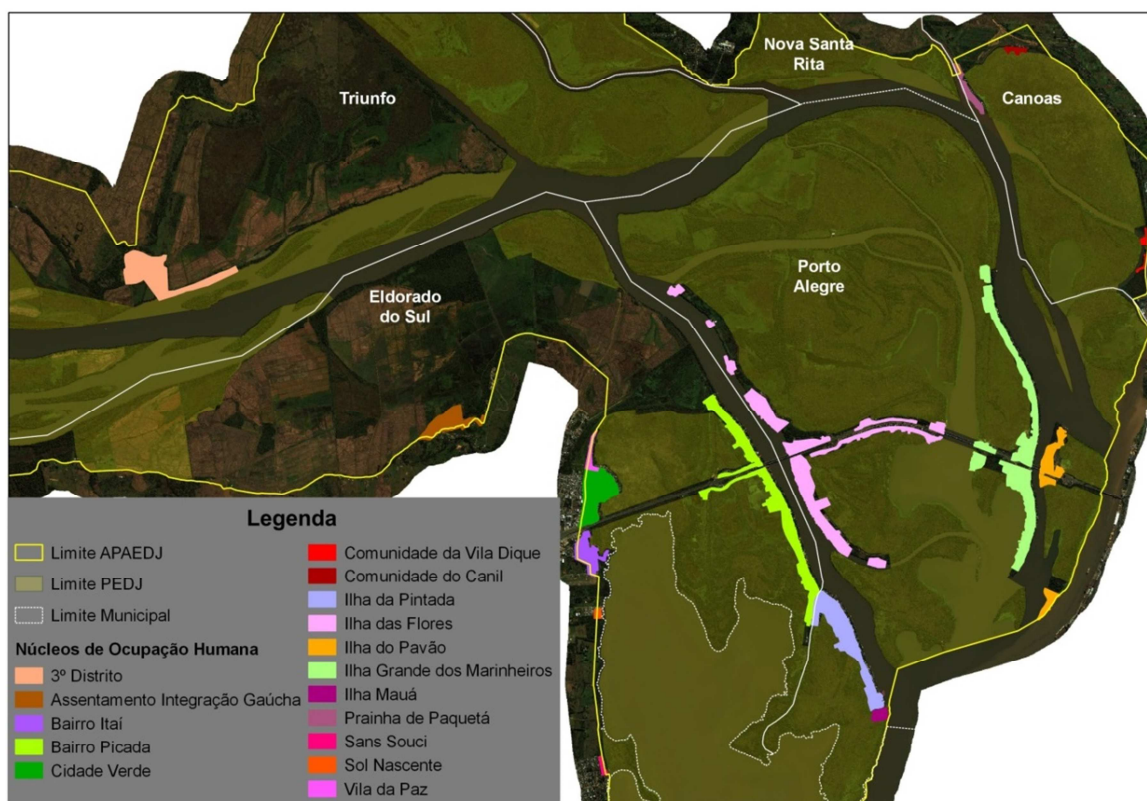 Nova Santa
Rita
Triunfo
Canoas
Porto
Alegre
Eldorado
do Sul
Legenda
Limite APAEDJ
Limite PEDJ
Limite Municipal
Núcleos de Ocupação Humana
3º Distrito
Assentamento Integração Gaúcha
Bairro Itaí
Bairro Picada
Cidade Verde
Comunidade da Vila Dique
Comunidade do Canil
Ilha da Pintada
Ilha das Flores
Ilha do Pavão
Ilha Grande dos Marinheiros
Ilha Mauá
Prainha de Paquetá
Sans Souci
Sol Nascente
Vila da Paz